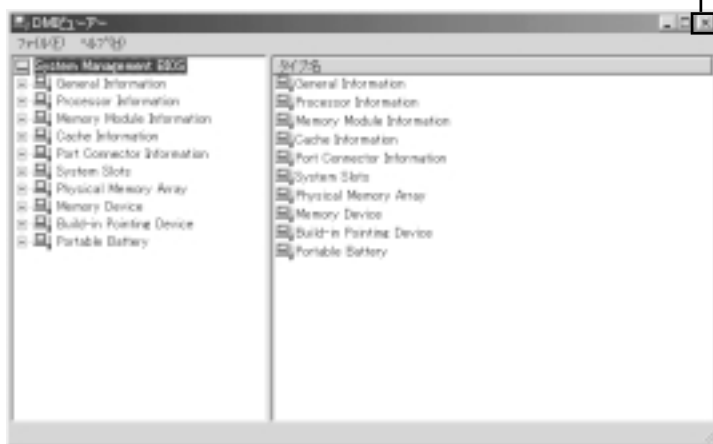 DMIビューアー
ファイル(F) ヘルプ(H)
System Management BIOS
General Information
Processor Information
Memory Module Information
Cache Information
Port Connector Information
System Slots
Physical Memory Array
Memory Device
Build-in Pointing Device
Portable Battery
タイプ名
General Information
Processor Information
Memory Module Information
Cache Information
Port Connector Information
System Slots
Physical Memory Array
Memory Device
Build-in Pointing Device
Portable Battery